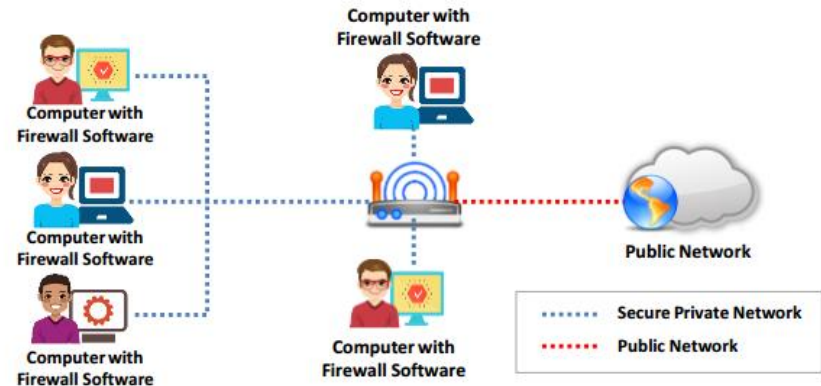 Computer with
Firewall Software
Computer with
Firewall Software
Computer with
Firewall Software
Computer with
Firewall Software
Computer with
Firewall Software
Public Network
Secure Private Network
Public Network